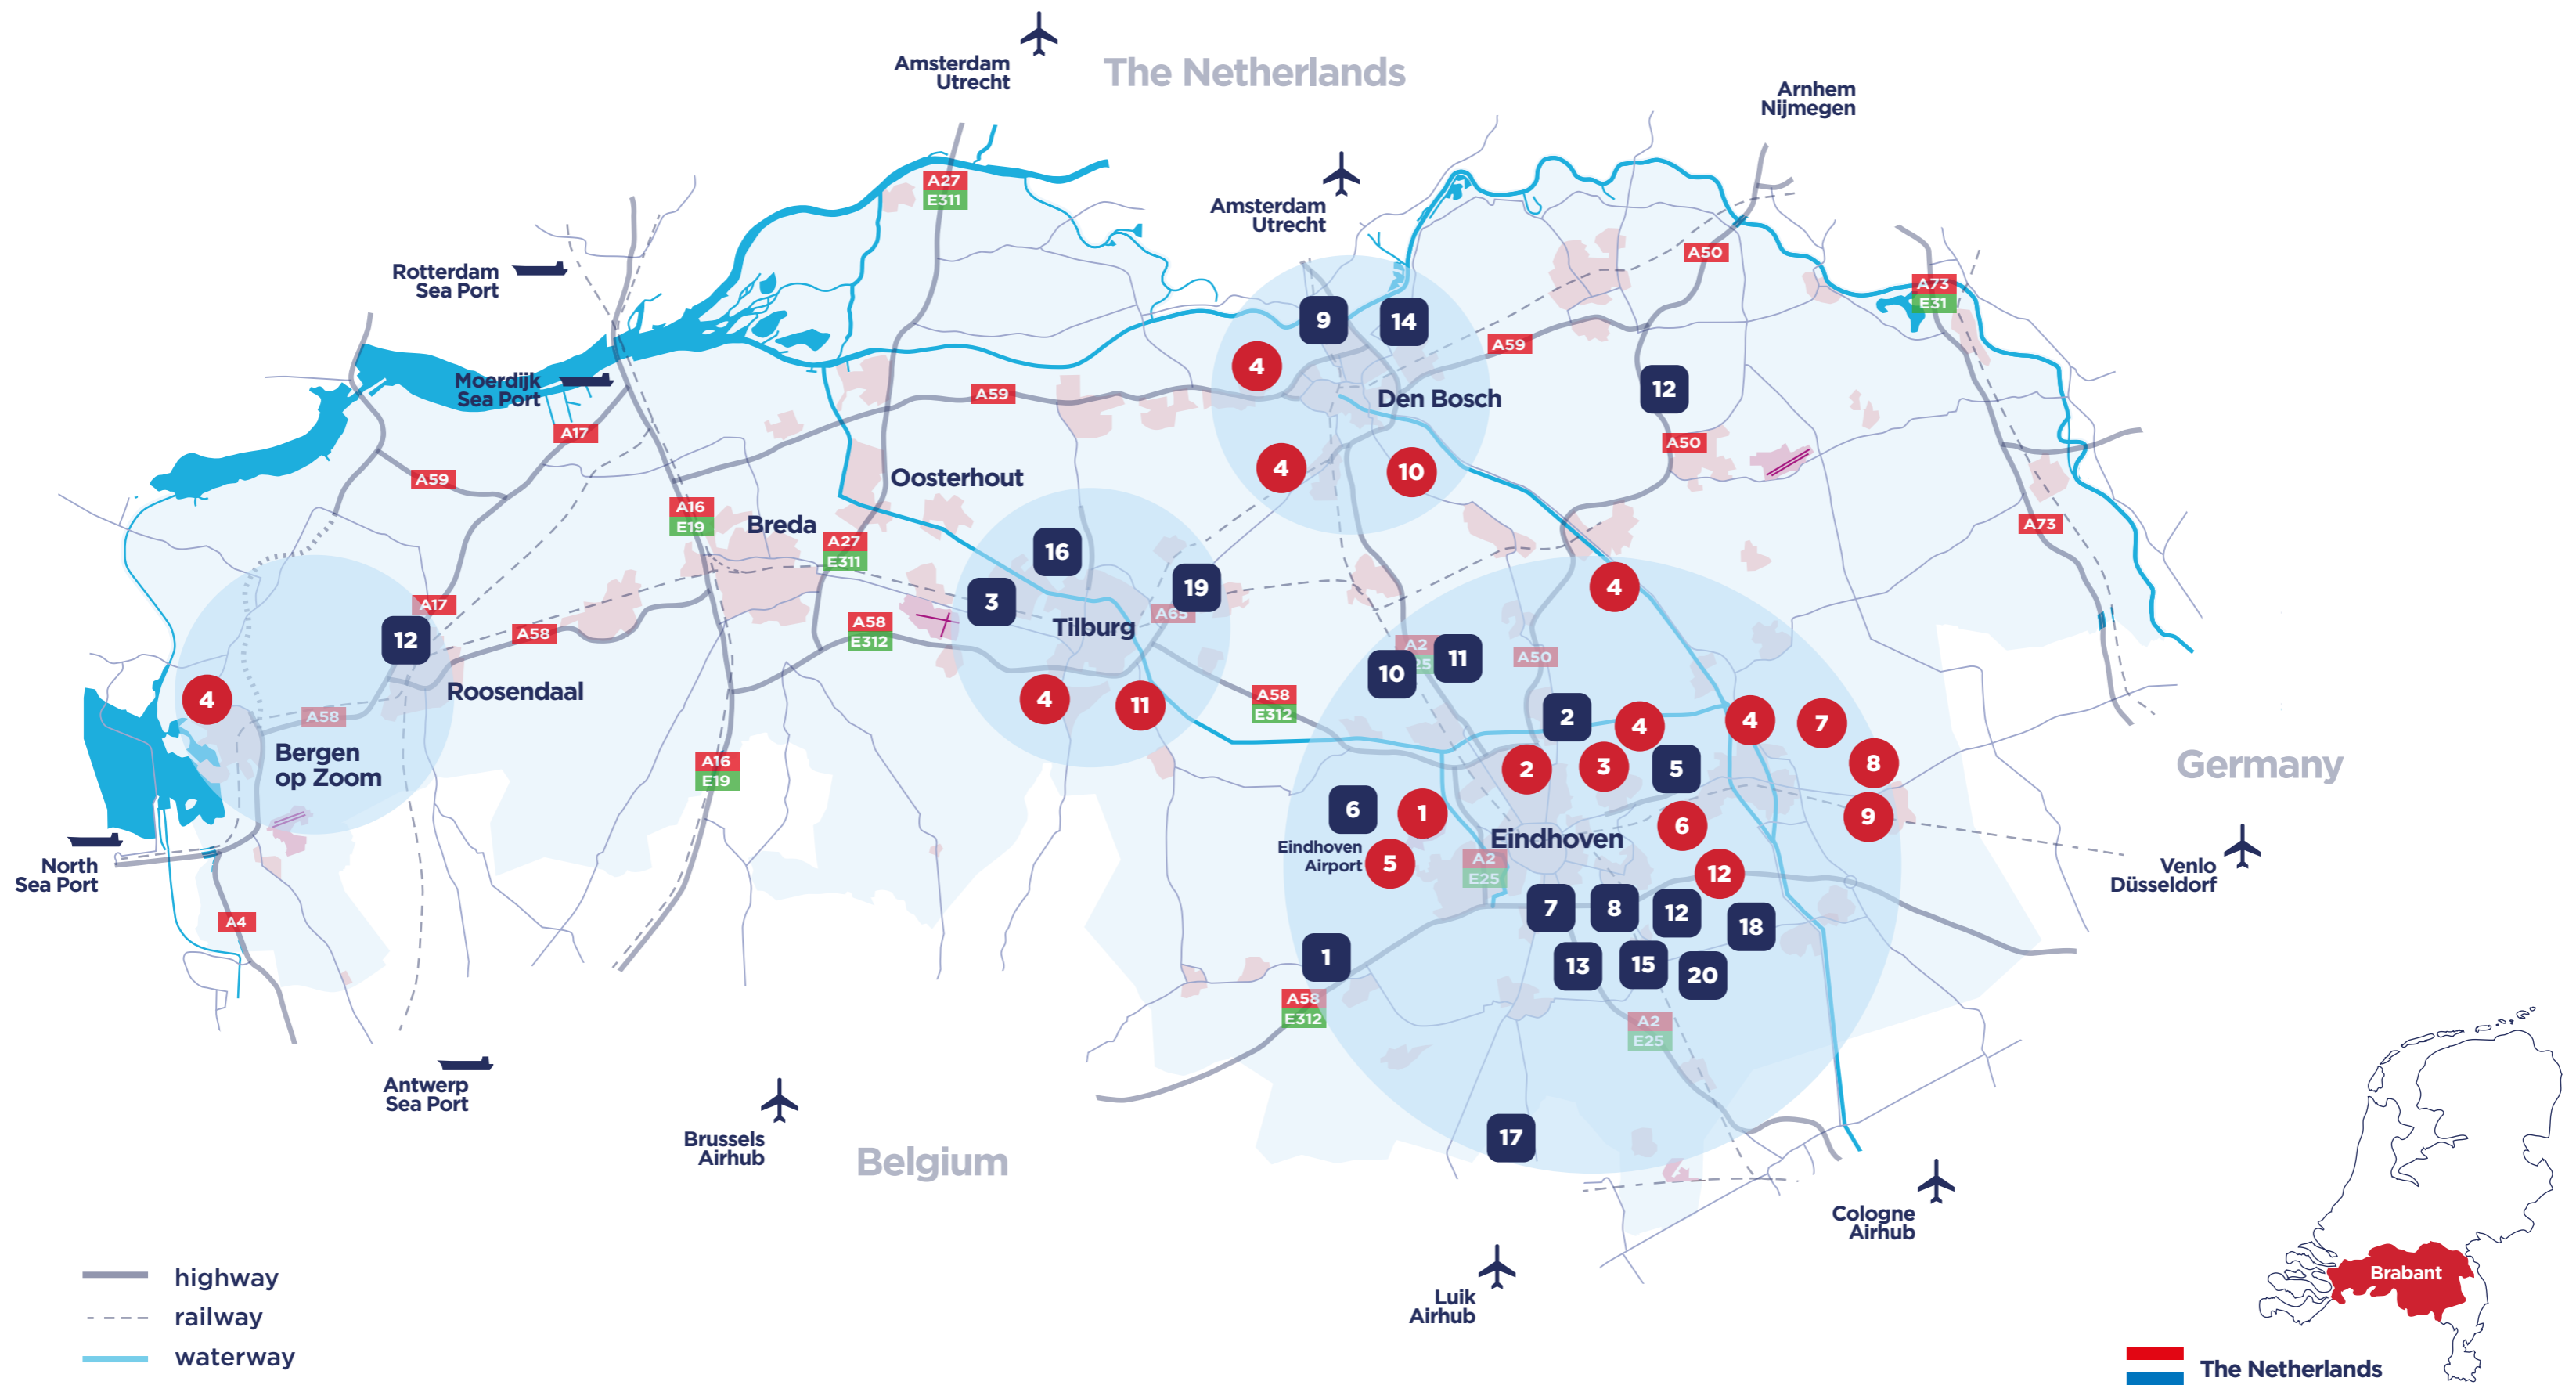 Amsterdam
Utrecht
The Netherlands
Arnhem
Nijmegen
A27
E311
Amsterdam
Utrecht
A50
Rotterdam
Sea Port
A73
E31
9
14
A59
4
Moerdijk
Sea Port
A59
Den Bosch
12
A17
A50
A59
4
10
Oosterhout
A16
E19
Breda
A73
A27
E311
16
4
3
19
A17
A65
12
A58
A58
E312
Tilburg
A2
25
11
A50
10
Roosendaal
4
4
11
A58
E312
A58
2
4
4
7
Bergen
op Zoom
A16
E19
2
3
5
8
Germany
6
1
6
9
North
Sea Port
Eindhoven
Eindhoven
Airport
5
A2
E25
12
Venlo
Düsseldorf
7
8
12
18
A4
1
13
15
20
A58
E312
A2
E25
Antwerp
Sea Port
Brussels
Airhub
Belgium
17
Cologne
Airhub
Luik
Airhub
highway
railway
waterway
Brabant
The Netherlands